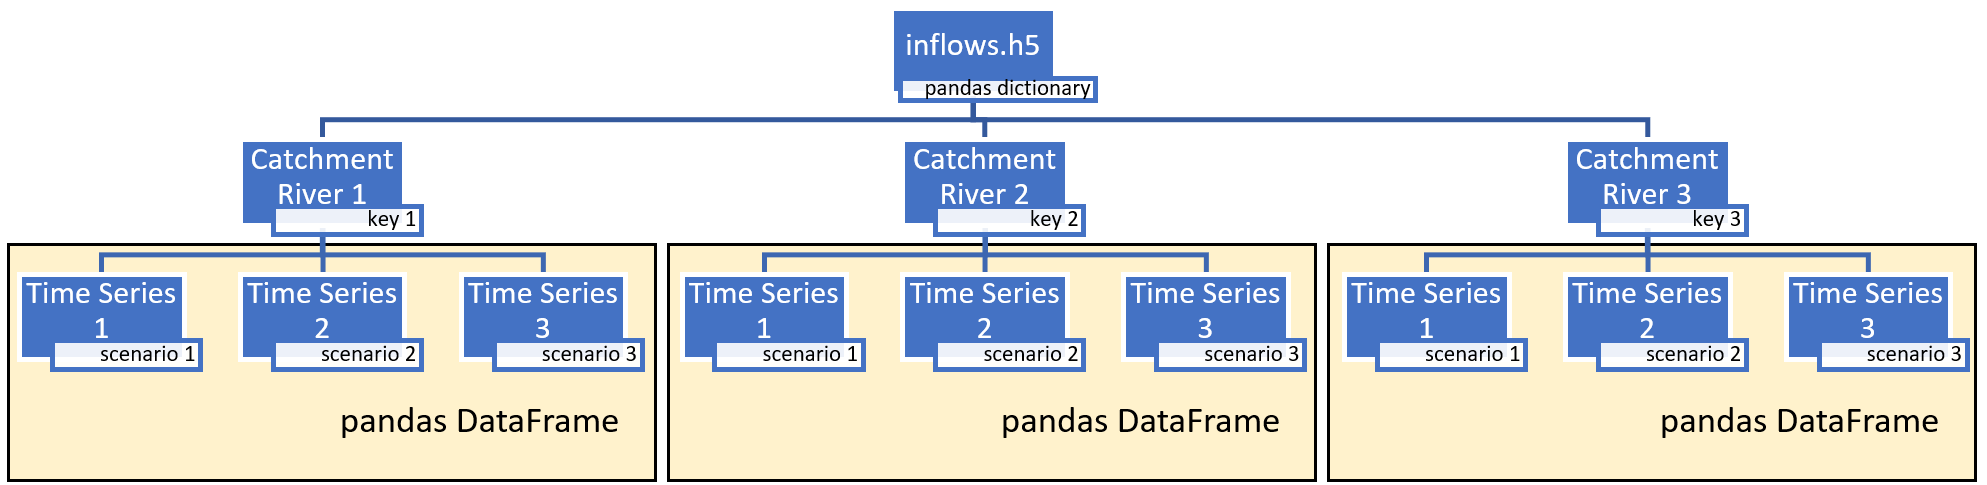 inflows.h5
pandas dictionary
Catchment
River 1
key 1
Catchment
River 2
key 2
Catchment
River 3
key 3
Time Series
1
scenario 1
Time Series
2
scenario 2
Time Series
3
scenario 3
pandas DataFrame
Time Series
1
scenario 1
Time Series
2
scenario 2
Time Series
3
scenario 3
pandas DataFrame
Time Series
1
scenario 1
Time Series
2
scenario 2
Time Series
3
scenario 3
pandas DataFrame